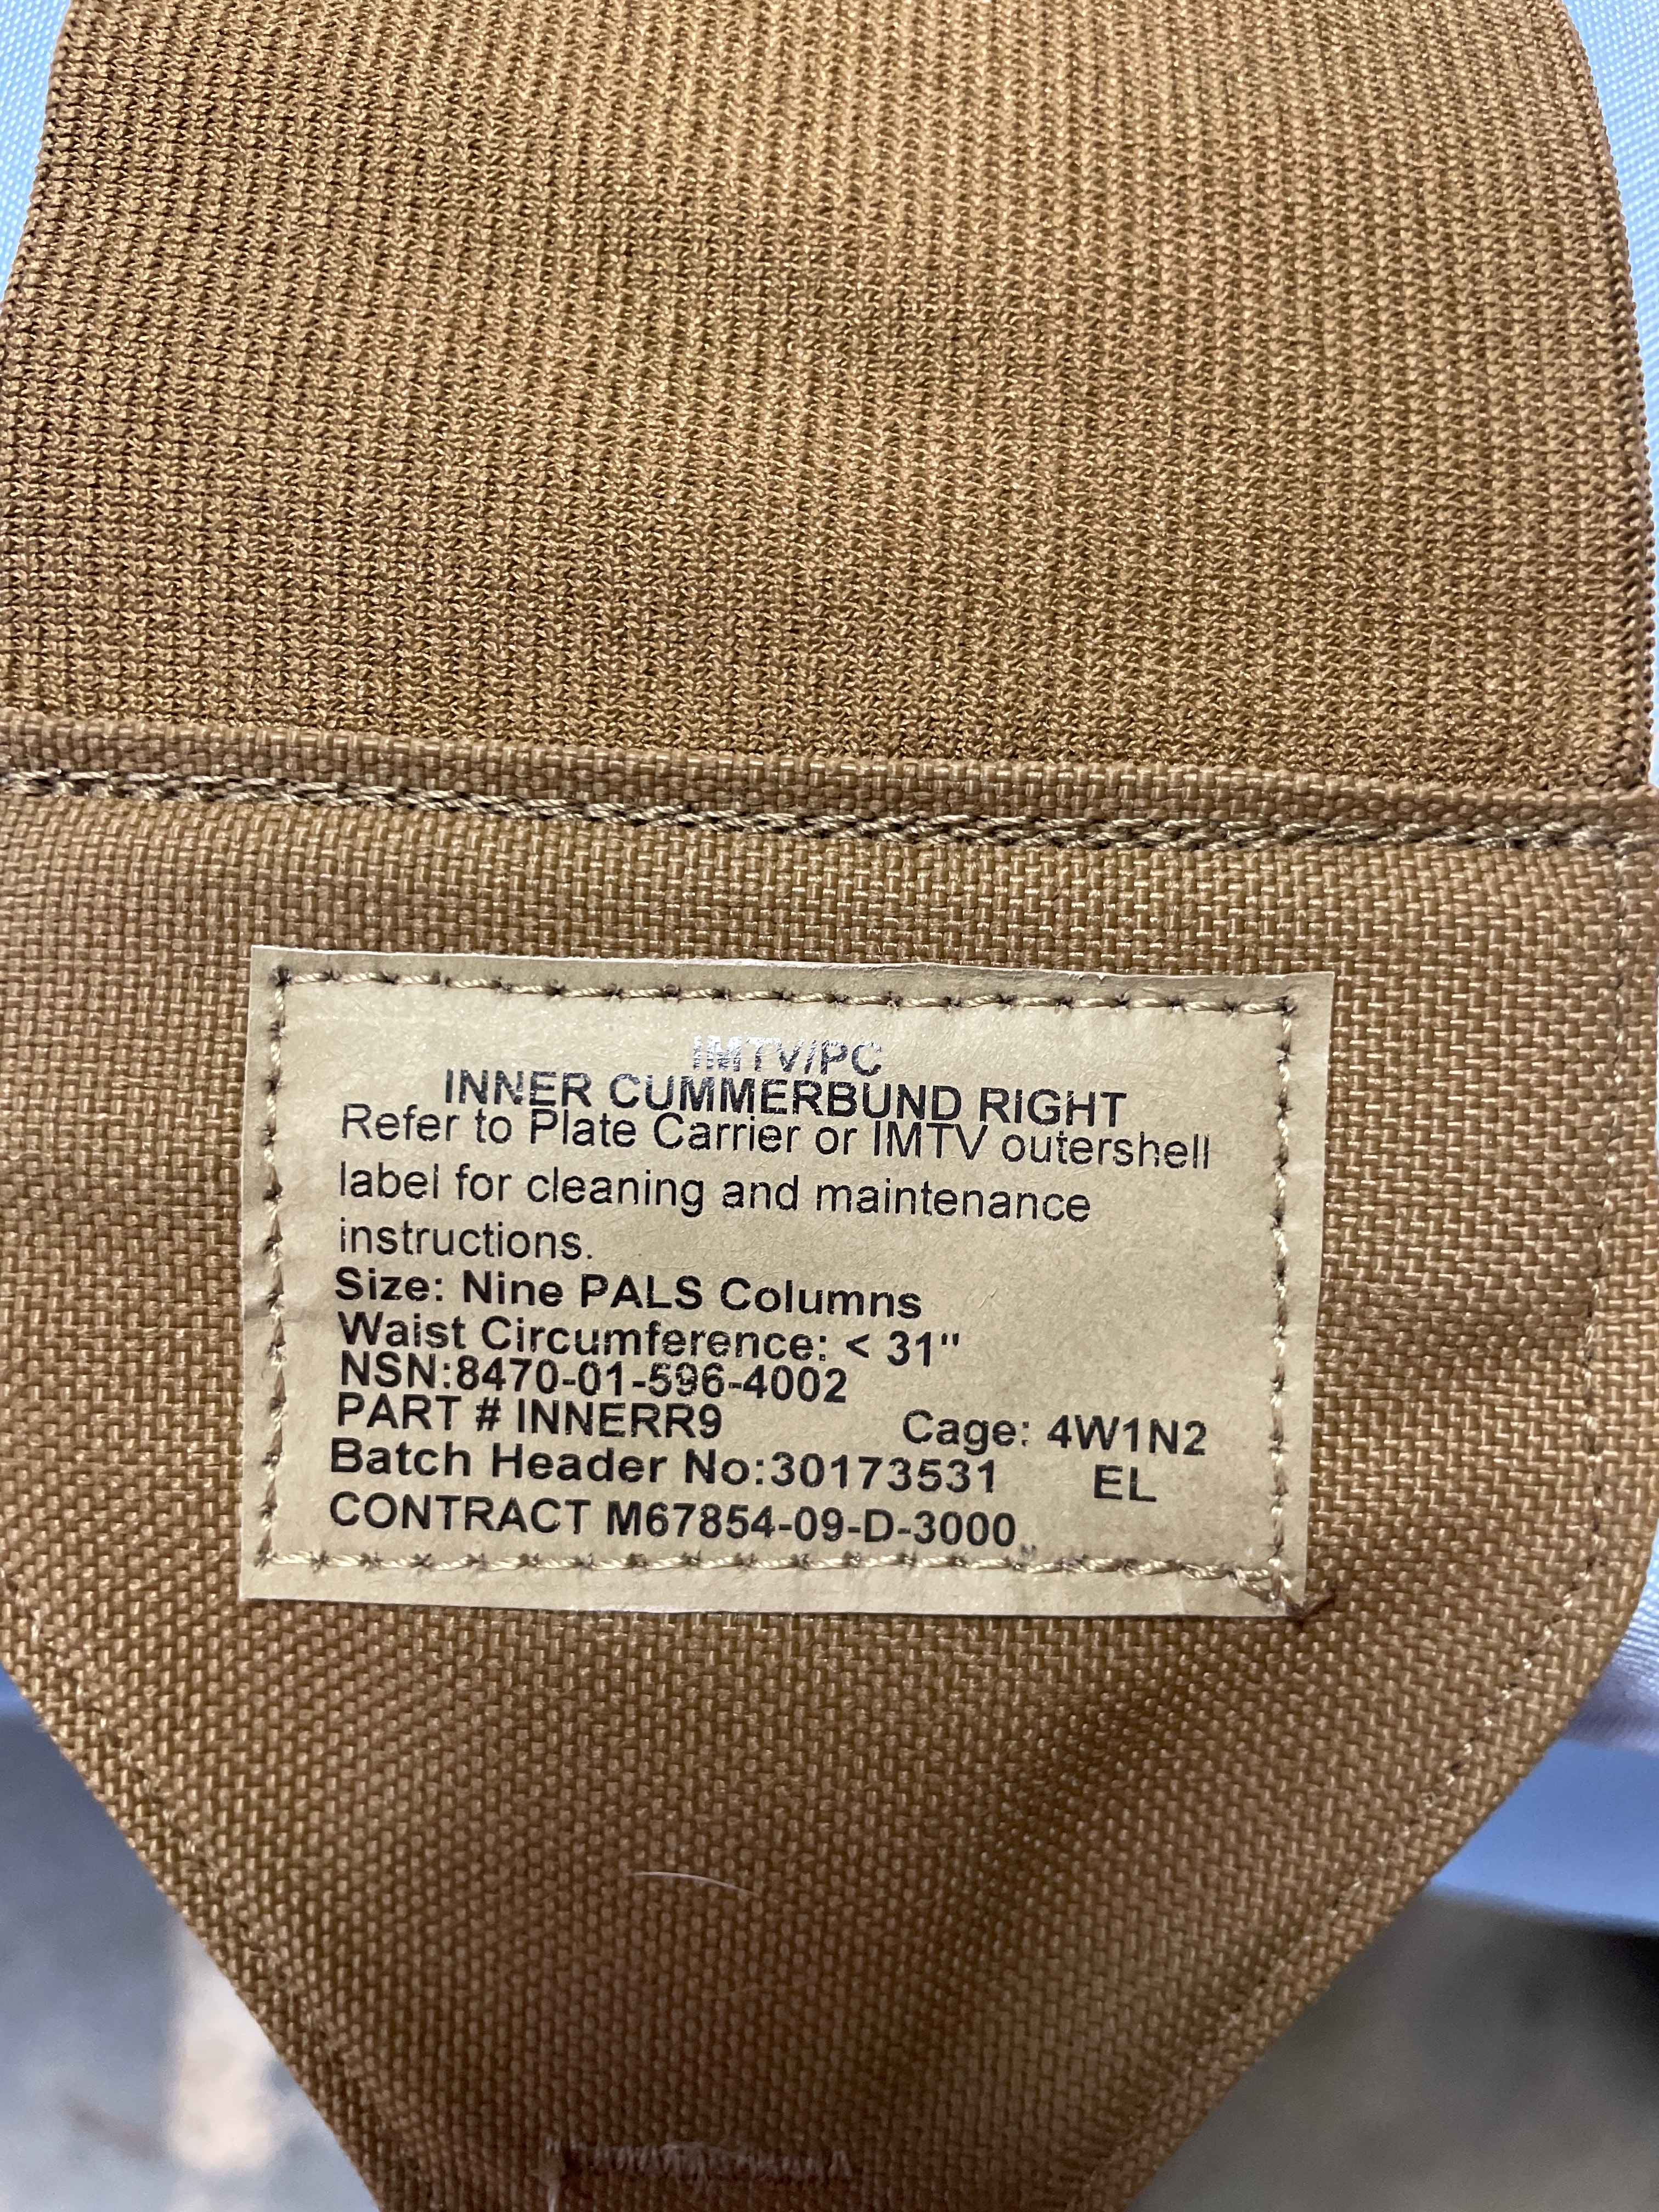 IMTV/PC
INNER CUMMERBUND RIGHT
Refer to Plate Carrier or IMTV outershell
label for cleaning and maintenance
instructions.
Size: Nine PALS Columns
Waist Circumference: < 31"
NSN:8470-01-596-4002
PART # INNERR9 Cage: 4W1N2
Batch Header No:30173531 EL
CONTRACT M67854-09-D-3000